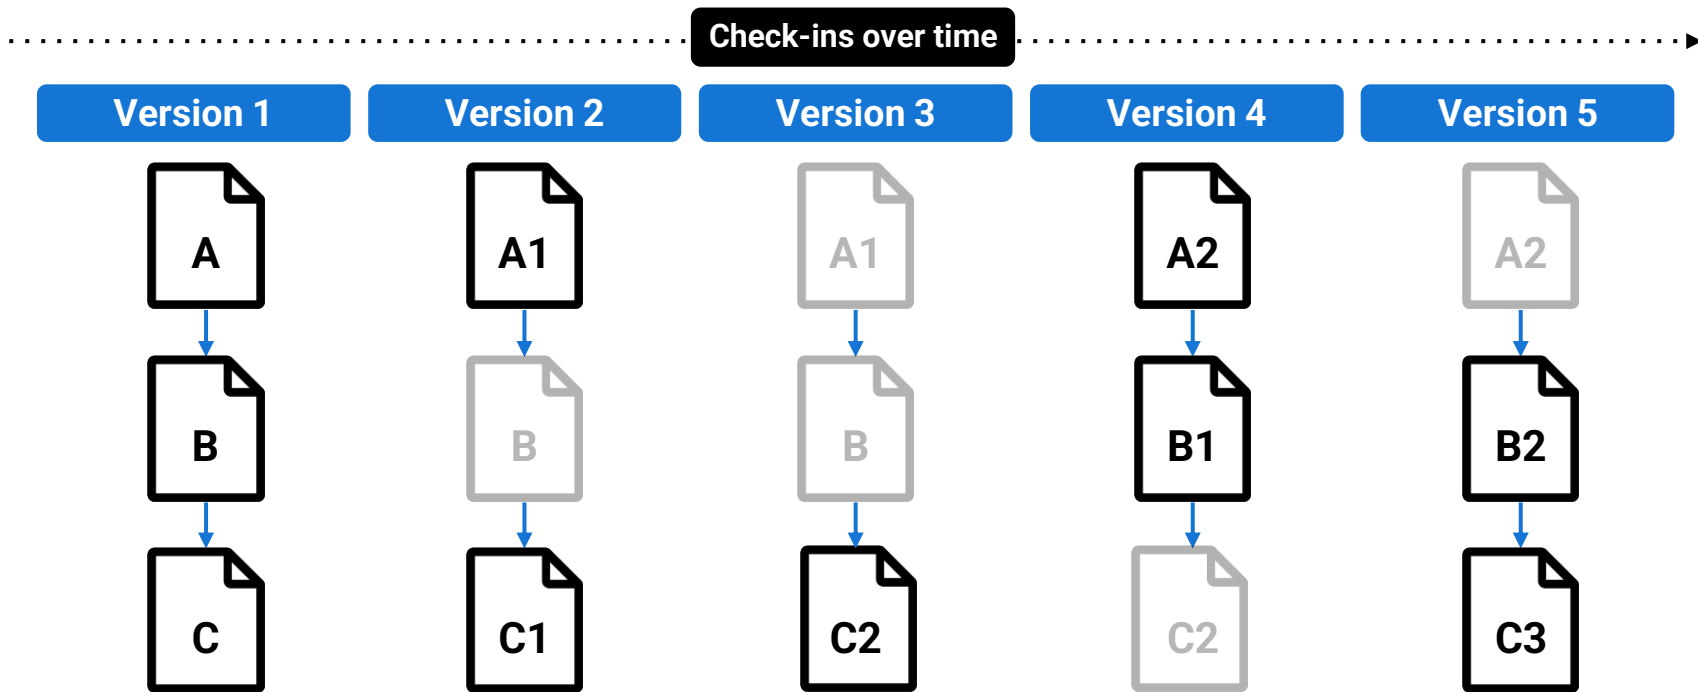 Check-ins over time
Version 1 Version 2 Version 3 Version 4 Version 5
A A1 A1 A2 A2
B B B B1 B2
C C1 C2 C2 C3